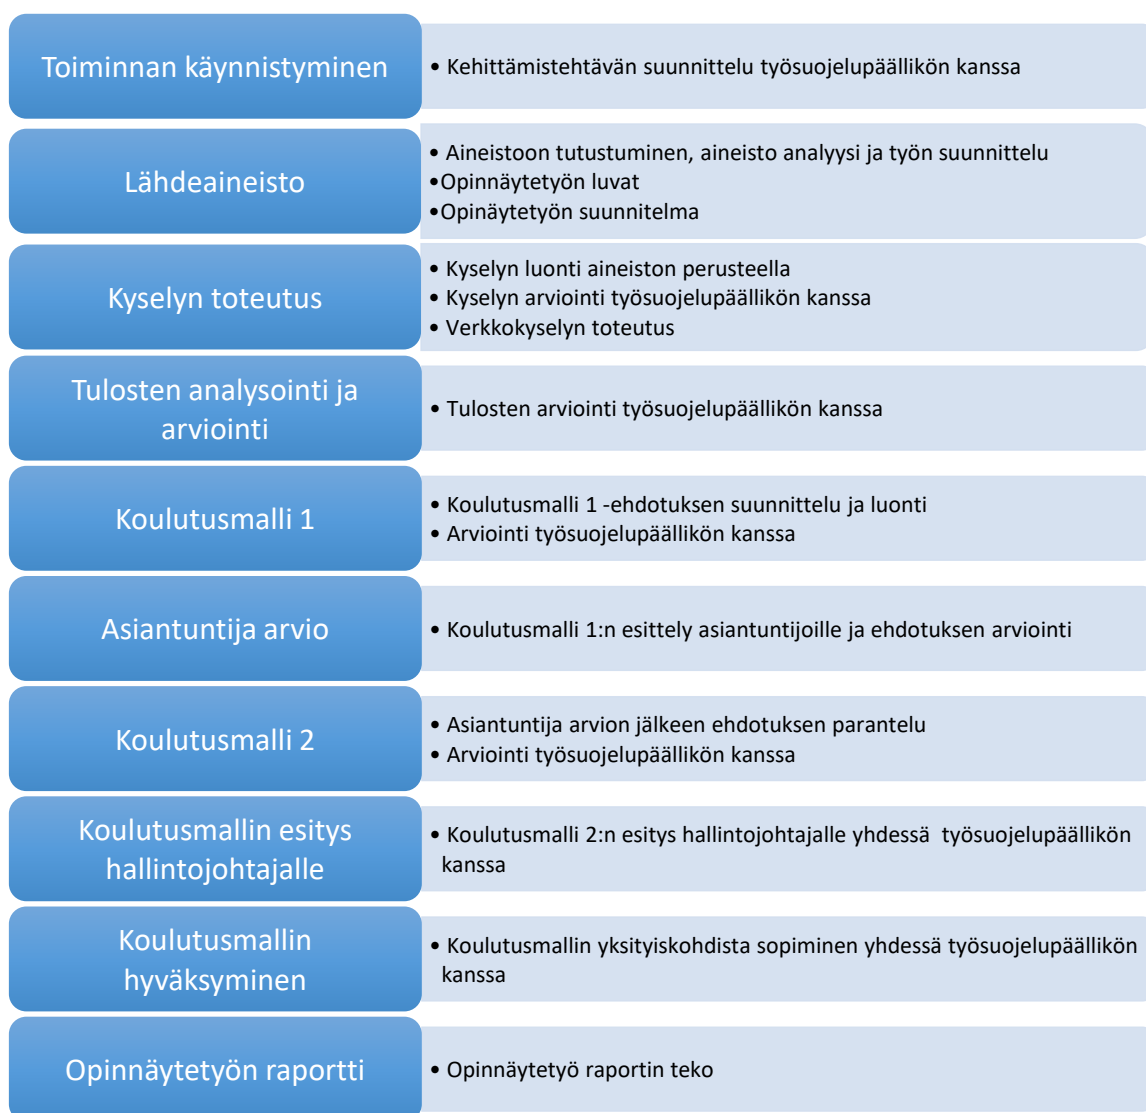 Toiminnan käynnistyminen
• Kehittämistehtävän suunnittelu työsuojelupäällikön kanssa
Lähdeaineisto
• Aineistoon tutustuminen, aineisto analyysi ja työn suunnittelu
•Opinnäytetyön luvat
•Opinäytetyön suunnitelma
Kyselyn toteutus
• Kyselyn luonti aineiston perusteella
• Kyselyn arviointi työsuojelupäällikön kanssa
• Verkkokyselyn toteutus
Tulosten analysointi ja
arviointi
• Tulosten arviointi työsuojelupäällikön kanssa
Koulutusmalli 1
• Koulutusmalli 1 -ehdotuksen suunnittelu ja luonti
• Arviointi työsuojelupäällikön kanssa
Asiantuntija arvio
• Koulutusmalli 1:n esittely asiantuntijoille ja ehdotuksen arviointi
Koulutusmalli 2
• Asiantuntija arvion jälkeen ehdotuksen parantelu
• Arviointi työsuojelupäällikön kanssa
Koulutusmallin esitys
hallintojohtajalle
• Koulutusmalli 2:n esitys hallintojohtajalle yhdessä työsuojelupäällikön
kanssa
Koulutusmallin
hyväksyminen
• Koulutusmallin yksityiskohdista sopiminen yhdessä työsuojelupäällikön
kanssa
Opinnäytetyön raportti
• Opinnäytetyö raportin teko